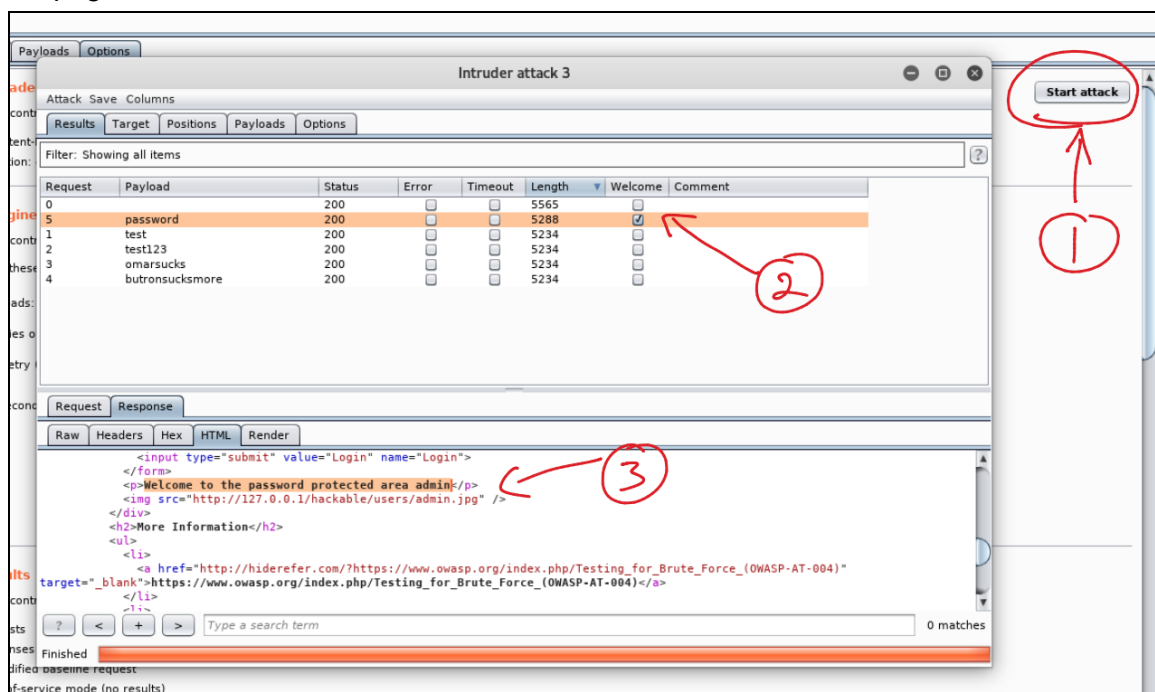 Payloads Options
Intruder attack 3
Start attack
Attack Save Columns
Results Target Positions Payloads Options
Filter: Showing all items
?
Request Payload Status Error Timeout Length Welcome Comment
0 200 5565
5 password 200 5288
1 test 200 5234
2 test123 200 5234
3 omarsucks 200 5234
4 butronsucksmore 200 5234
1
2
Request Response
Raw Headers Hex HTML Render
<input type="submit" value="Login" name="Login">
</form>
<p>Welcome to the password protected area admin</p>
3
<img src="http://127.0.0.1/hackable/users/admin.jpg" />
</div>
<h2>More Information</h2>
<ul>
<li>
<a href="http://hiderefer.com/?https://www.owasp.org/index.php/Testing_for_Brute_Force_(OWASP-AT-004)"
target="_blank">https://www.owasp.org/index.php/Testing_for_Brute_Force_(OWASP-AT-004)</a>
</li>
<li>
? < + > Type a search term 0 matches
Finished
dified baseline request
of-service mode (no results)